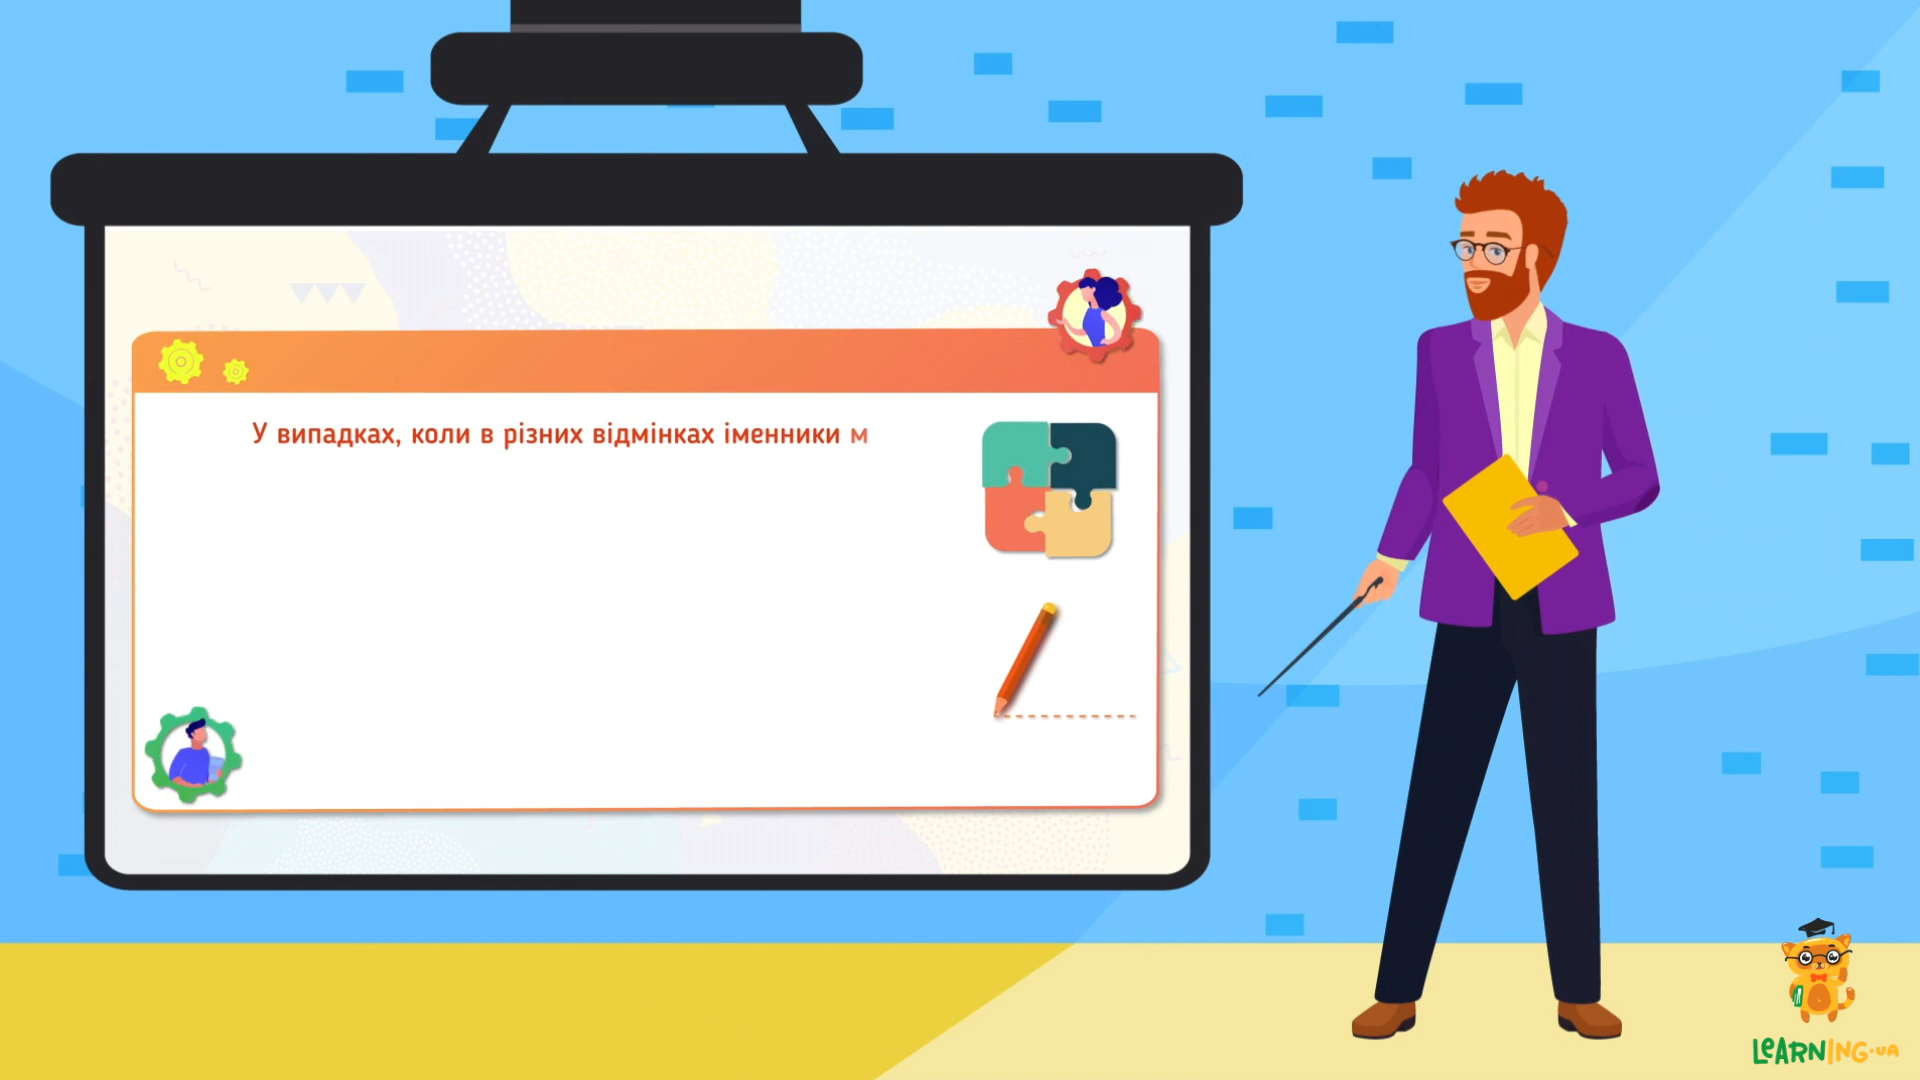 У випадках, коли в різних відмінках іменники м
LeARNING.UA